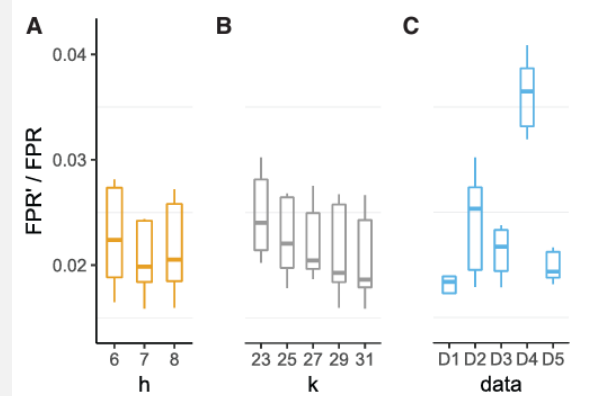 A B C
FPR' / FPR
0.04
0.03
0.02
6 7 8
23 25 27 29 31
D1 D2 D3 D4 D5
h
k
data